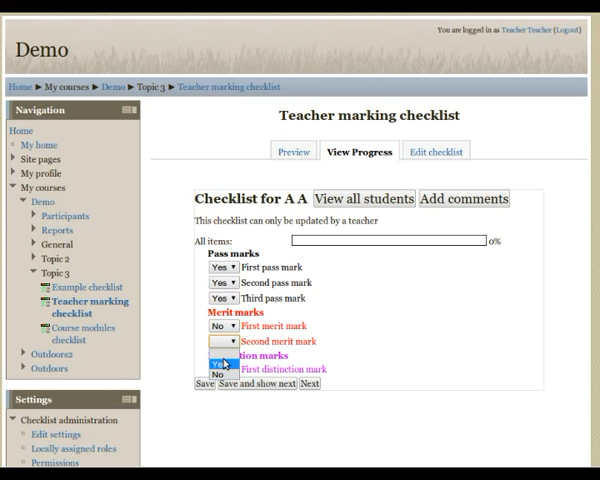 You are logged in as Teacher Teacher (Logout)
Demo
Home ► My courses ► Demo ► Topic 3 ► Teacher marking checklist
Navigation
Home
My home
Site pages
My profile
My courses
Demo
Participants
Reports
General
Topic 2
Topic 3
Example checklist
Teacher marking
checklist
Course modules
checklist
Outdoors2
Outdoors
Settings
Checklist administration
Edit settings
Locally assigned roles
Permissions
Teacher marking checklist
Preview View Progress Edit checklist
Checklist for A A View all students Add comments
This checklist can only be updated by a teacher
All items: 0%
Pass marks
Yes First pass mark
Yes Second pass mark
Yes Third pass mark
Merit marks
No First merit mark
Second merit mark
marks
Yes
No First distinction mark
Save Save and show next Next